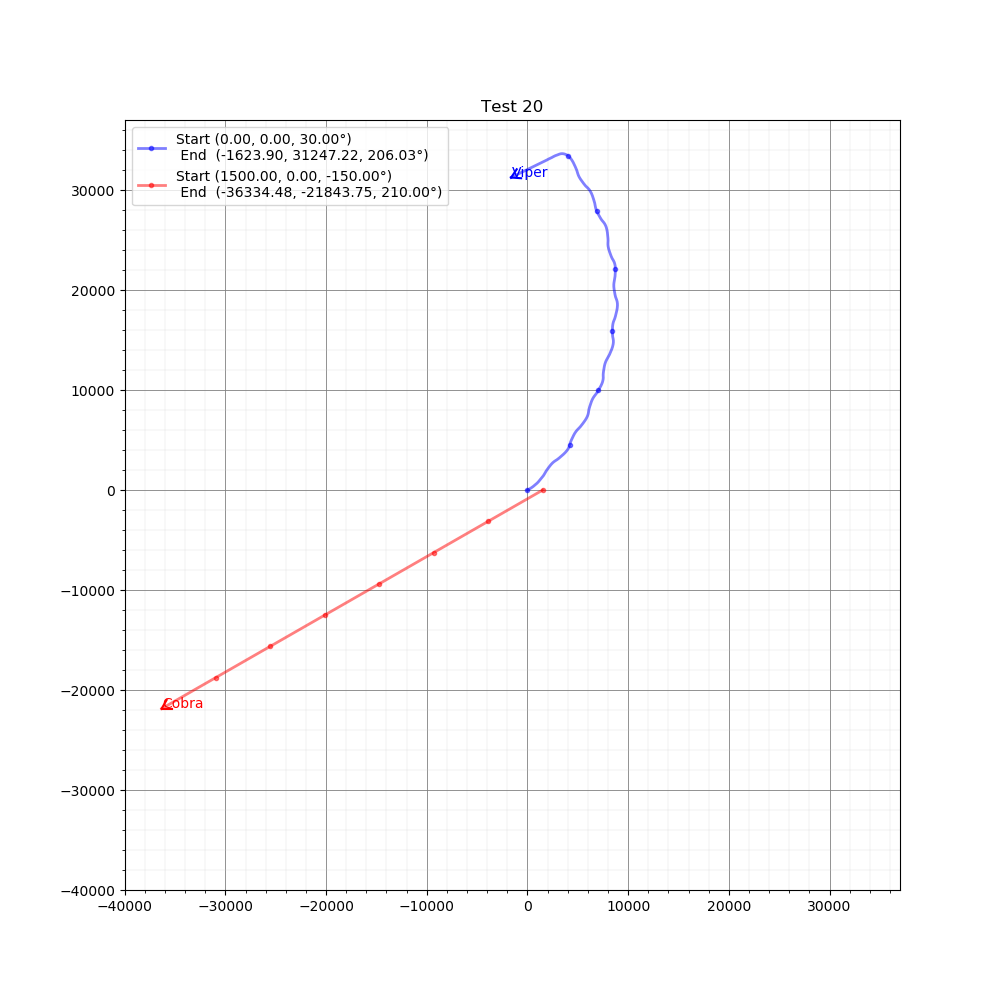 Test 20
Start (0.00, 0.00, 30.00°)
End (-1623.90, 31247.22, 206.03°)
Start (1500.00, 0.00, -150.00°)
End (-36334.48, -21843.75, 210.00°)
Viper
30000
20000
10000
0
Cobra
−10000
−20000
−30000
−40000
−40000 −30000 −20000 −10000 0 10000 20000 30000